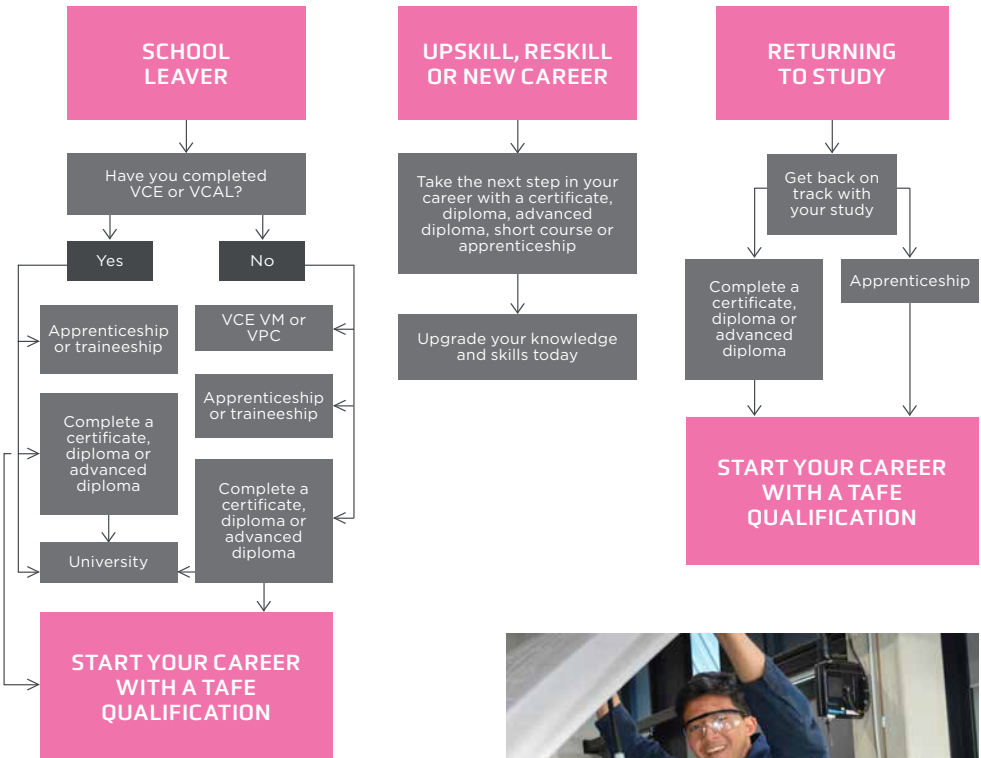 SCHOOL
LEAVER
Have you completed
VCE or VCAL?
Yes
No
Apprenticeship
or traineeship
VCE VM or
VPC
Apprenticeship
or traineeship
Complete a
certificate,
diploma or
advanced
diploma
Complete a
certificate,
diploma or
advanced
diploma
University
START YOUR CAREER
WITH A TAFE
QUALIFICATION
UPSKILL, RESKILL
OR NEW CAREER
Take the next step in your
career with a certificate,
diploma, advanced
diploma, short course or
apprenticeship
Upgrade your knowledge
and skills today
RETURNING
TO STUDY
Get back on
track with
your study
Complete a
certificate,
diploma or
advanced
diploma
Apprenticeship
START YOUR CAREER
WITH A TAFE
QUALIFICATION